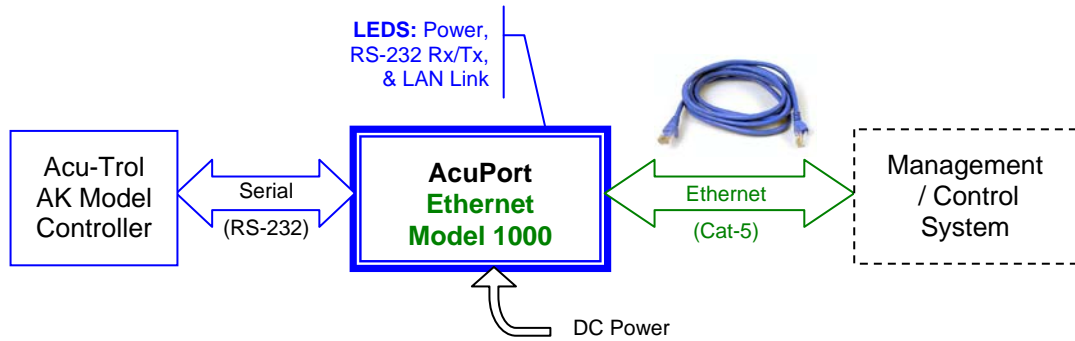 LEDS: Power,
RS-232 Rx/Tx,
& LAN Link
Acu-Trol
AK Model
Controller
Serial
(RS-232)
AcuPort
Ethernet
Model 1000
Ethernet
(Cat-5)
Management
/ Control
System
DC Power